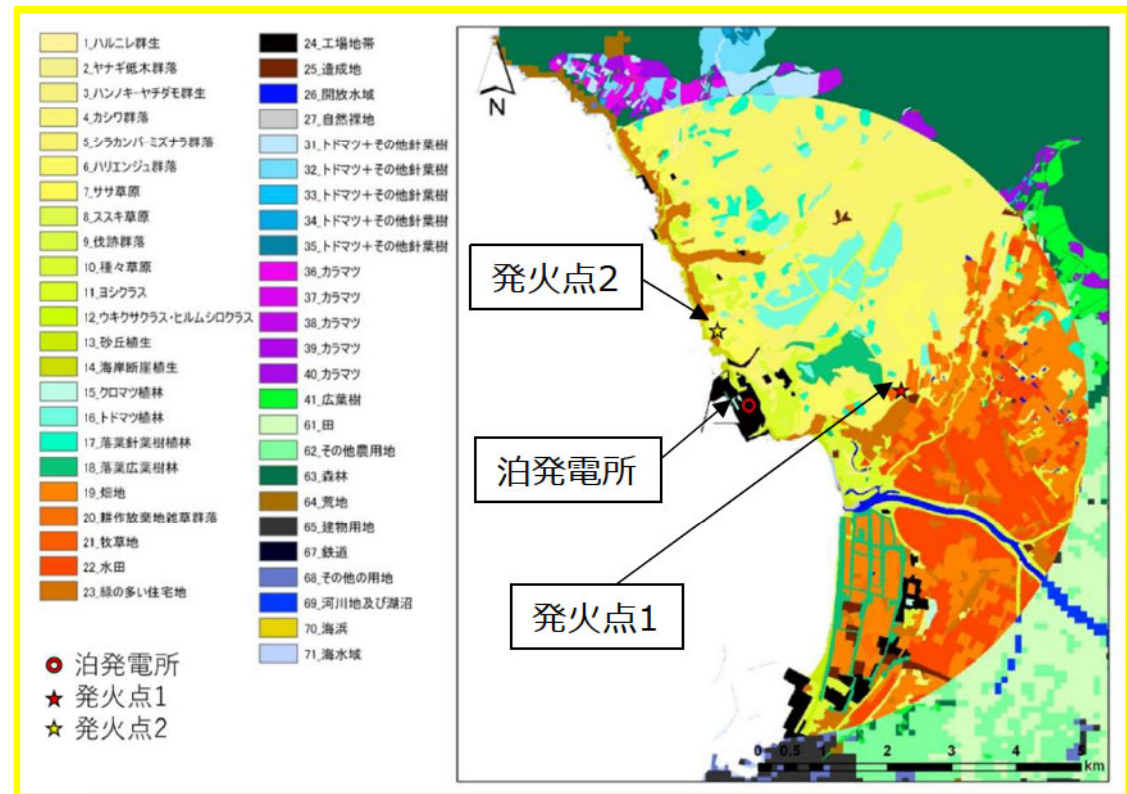 1_ハルニレ群生
2_ヤナギ低木群落
3_ハンノキ-ヤチダモ群生
4_カシワ群落
5_シラカンバ-ミズナラ群落
6_ハリエンジュ群落
7_ササ草原
8_ススキ草原
9_伐跡群落
10_種々草原
11_ヨシクラス
12_ウキクサクラス・ヒルムシロクラス
13_砂丘植生
14_海岸断崖植生
15_クロマツ植林
16_トドマツ植林
17_落葉針葉樹植林
18_落葉広葉樹林
19_畑地
20_耕作放棄地雑草群落
21_牧草地
22_水田
23_緑の多い住宅地
24_工場地帯
25_造成地
26_開放水域
27_自然裸地
31_トドマツ+その他針葉樹
32_トドマツ+その他針葉樹
33_トドマツ+その他針葉樹
34_トドマツ+その他針葉樹
35_トドマツ+その他針葉樹
36_カラマツ
37_カラマツ
38_カラマツ
39_カラマツ
40_カラマツ
41_広葉樹
61_田
62_その他農用地
63_森林
64_荒地
65_建物用地
67_鉄道
68_その他の用地
69_河川地及び湖沼
70_海浜
71_海水域
泊発電所
発火点1
発火点2
N
発火点2
泊発電所
発火点1
0 0.5 1 2 3 4 5
km